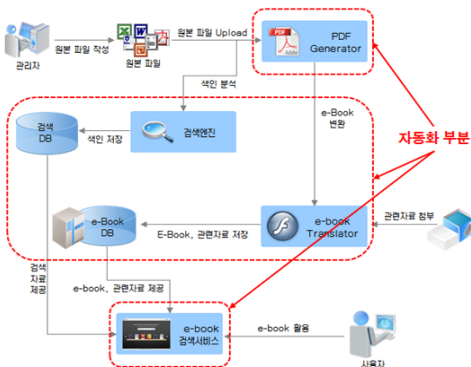 원본 파일 작성
원본 파일 Upload
관리자
원본 파일
PDF
Adobe
PDF
Generator
색인 분석
e-Book
변환
자동화 부분
검색
DB
색인 저장
검색엔진
e-Book
DB
E-Book, 관련자료 저장
e-book
Translator
관련자료 첨부
검색
자료
제공
e-book, 관련자료 제공
e-book
검색서비스
e-book 활용
사용자